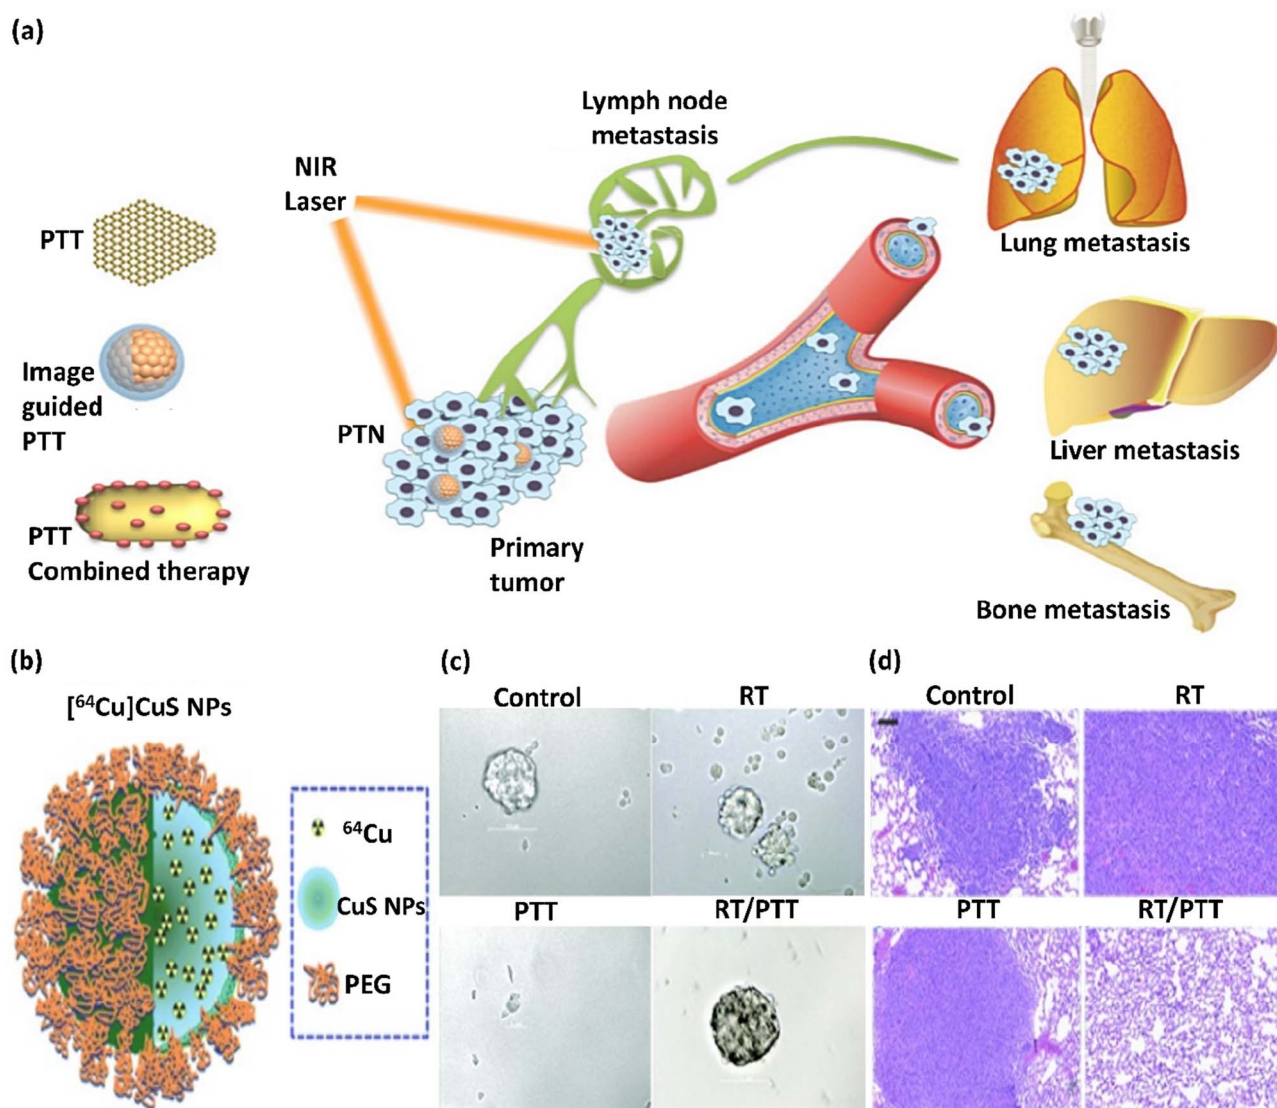 (a)
Lymph node
metastasis
NIR
Laser
PTT
Lung metastasis
Image
guided
PTT
PTN
Liver metastasis
PTT
Combined therapy
Primary
tumor
Bone metastasis
(b)
[⁶⁴Cu]CuS NPs
⁶⁴Cu
CuS NPs
PEG
(c)
Control
RT
PTT
RT/PTT
(d)
Control
RT
PTT
RT/PTT